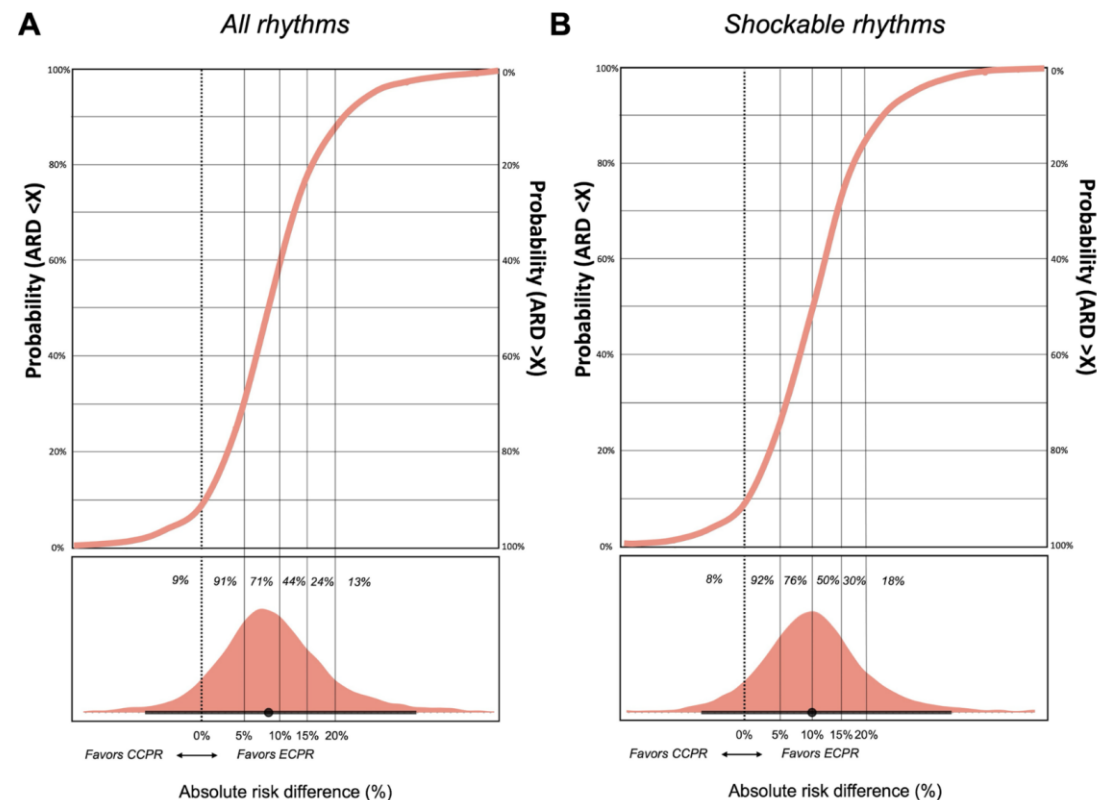 A
All rhythms
100%
80%
60%
40%
20%
0%
Probability (ARD <X)
0%
20%
40%
60%
80%
100%
Probability (ARD >X)
9% 91% 71% 44% 24% 13%
0% 5% 10% 15% 20%
Favors CCPR Favors ECPR
Absolute risk difference (%)
B
Shockable rhythms
100%
80%
60%
40%
20%
0%
Probability (ARD <X)
0%
20%
40%
60%
80%
100%
Probability (ARD >X)
8% 92% 76% 50% 30% 18%
0% 5% 10% 15% 20%
Favors CCPR Favors ECPR
Absolute risk difference (%)